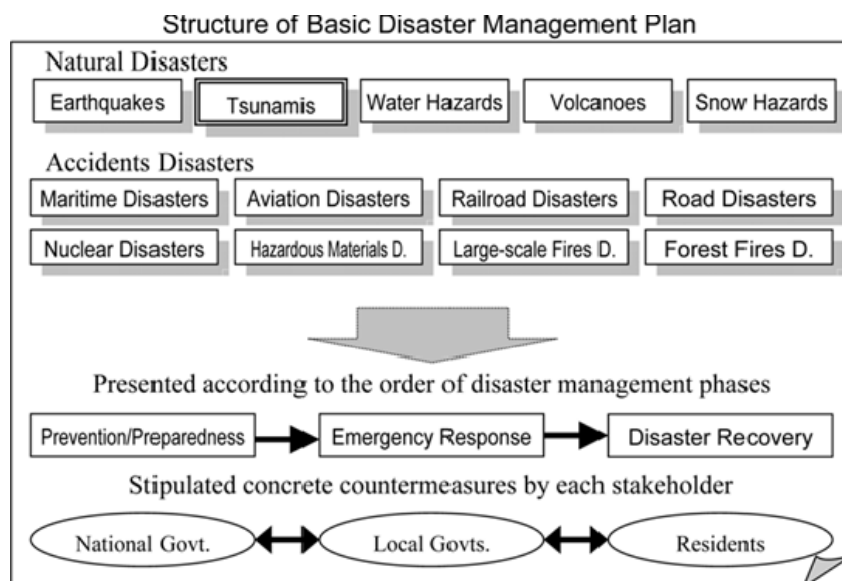 Structure of Basic Disaster Management Plan
Natural Disasters
Earthquakes Tsunamis Water Hazards Volcanoes Snow Hazards
Accidents Disasters
Maritime Disasters Aviation Disasters Railroad Disasters Road Disasters
Nuclear Disasters Hazardous Materials D. Large-scale Fires D. Forest Fires D.
Presented according to the order of disaster management phases
Prevention/Preparedness Emergency Response Disaster Recovery
Stipulated concrete countermeasures by each stakeholder
National Govt. Local Govts. Residents